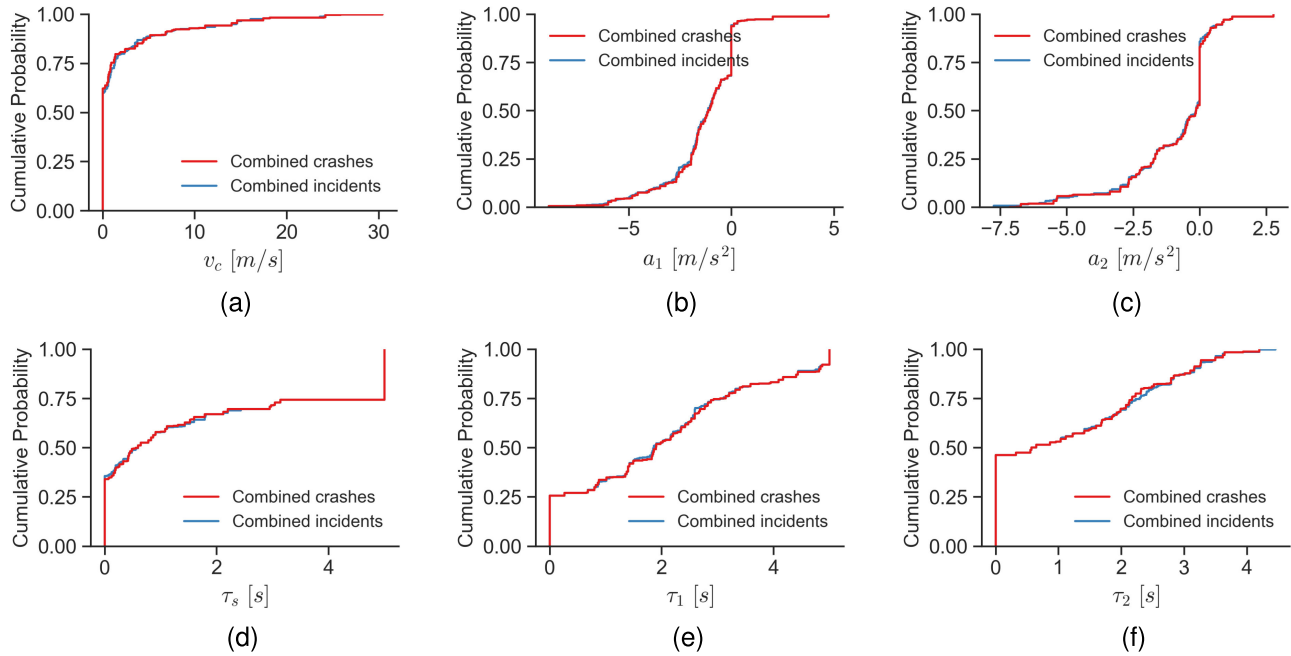 1.00
0.75
0.50
0.25
0.00
Cumulative Probability
Combined crashes
Combined incidents
0 10 20 30
v_c [m/s]
(a)
1.00
0.75
0.50
0.25
0.00
Cumulative Probability
Combined crashes
Combined incidents
−5 0 5
a_1 [m/s²]
(b)
1.00
0.75
0.50
0.25
0.00
Cumulative Probability
Combined crashes
Combined incidents
−7.5 −5.0 −2.5 0.0 2.5
a_2 [m/s²]
(c)
1.00
0.75
0.50
0.25
0.00
Cumulative Probability
Combined crashes
Combined incidents
0 2 4
τ_s [s]
(d)
1.00
0.75
0.50
0.25
0.00
Cumulative Probability
Combined crashes
Combined incidents
0 2 4
τ_1 [s]
(e)
1.00
0.75
0.50
0.25
0.00
Cumulative Probability
Combined crashes
Combined incidents
0 1 2 3 4
τ_2 [s]
(f)